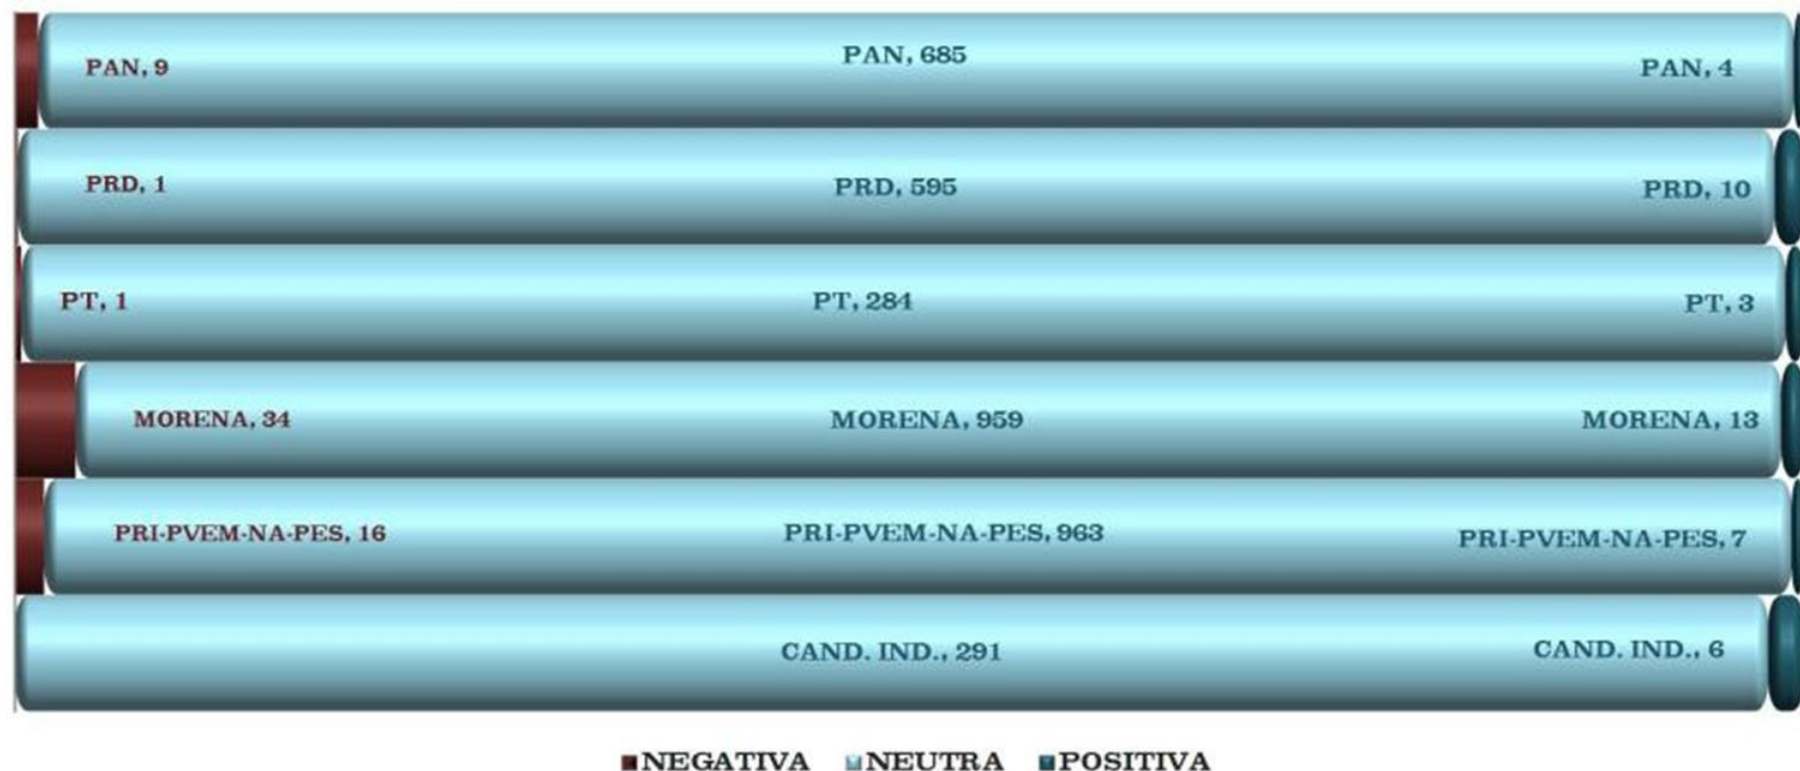 PAN, 9 PAN, 685 PAN, 4
PRD, 1 PRD, 595 PRD, 10
PT, 1 PT, 284 PT, 3
MORENA, 34 MORENA, 959 MORENA, 13
PRI-PVEM-NA-PES, 16 PRI-PVEM-NA-PES, 963 PRI-PVEM-NA-PES, 7
CAND. IND., 291 CAND. IND., 6
NEGATIVA NEUTRA POSITIVA